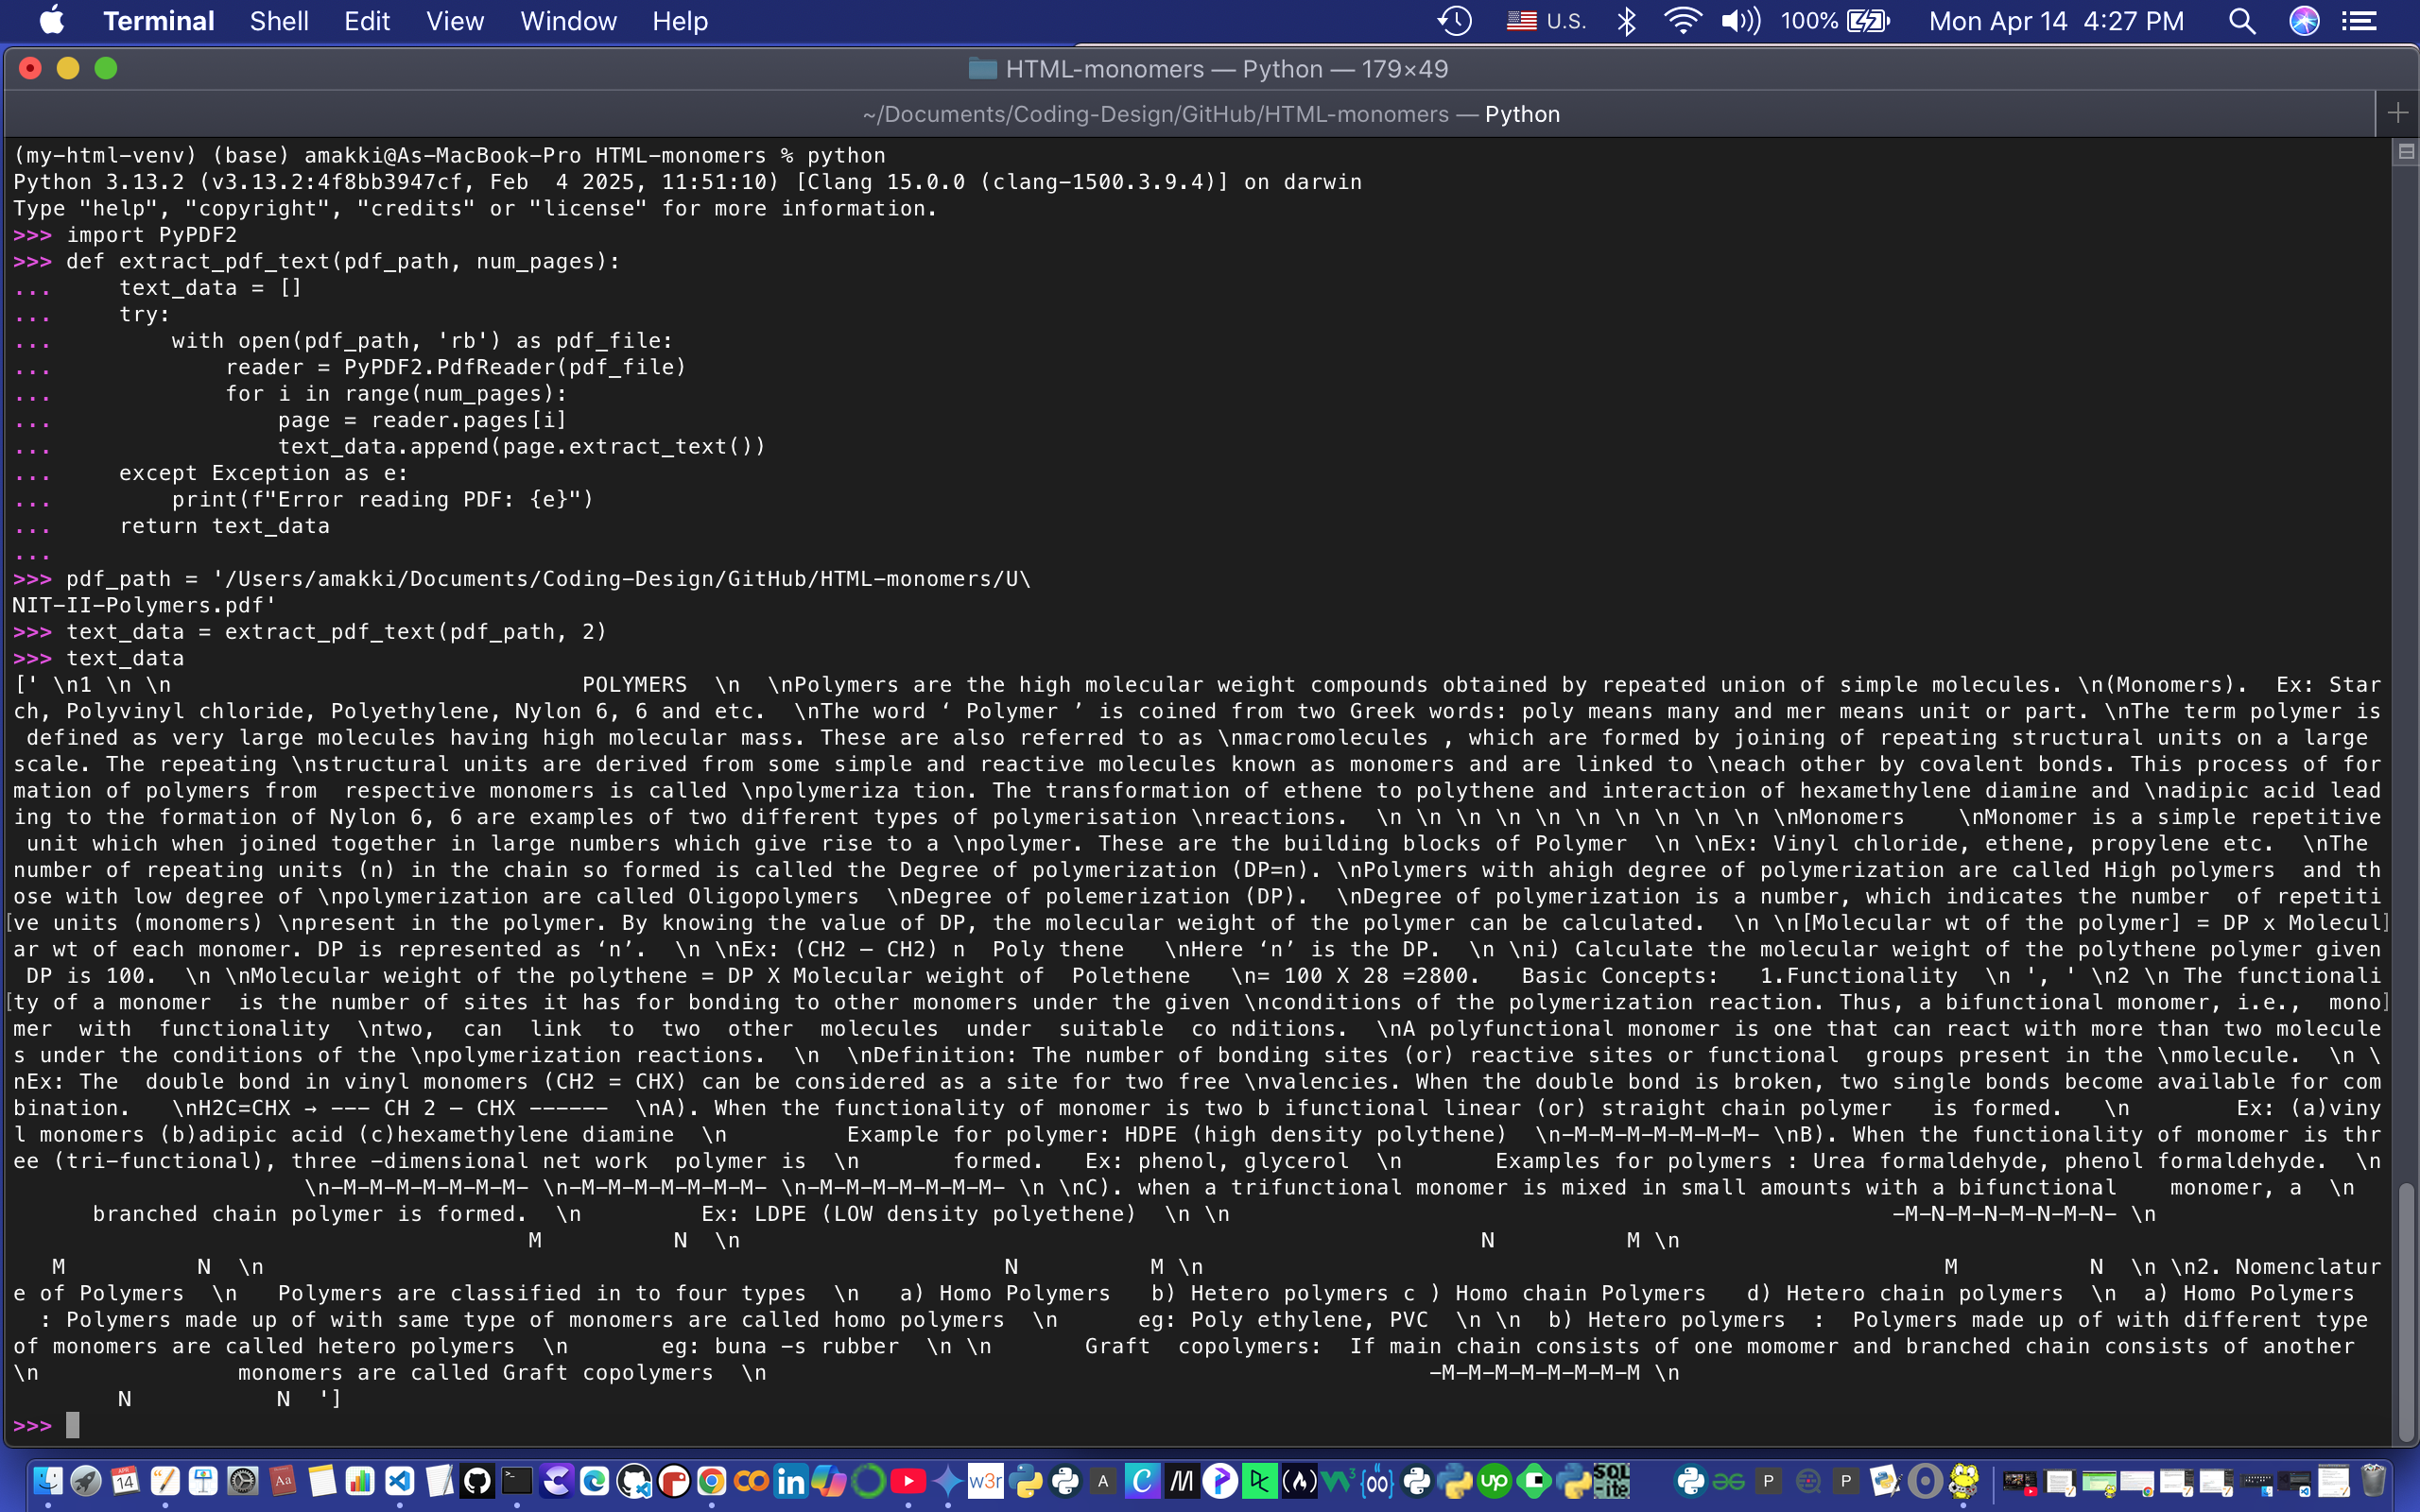 Terminal Shell Edit View Window Help U.S. 100% Mon Apr 14 4:27 PM
HTML-monomers — Python — 179×49
~/Documents/Coding-Design/GitHub/HTML-monomers — Python
(my-html-venv) (base) amakki@As-MacBook-Pro HTML-monomers % python
Python 3.13.2 (v3.13.2:4f8bb3947cf, Feb  4 2025, 11:51:10) [Clang 15.0.0 (clang-1500.3.9.4)] on darwin
Type "help", "copyright", "credits" or "license" for more information.
>>> import PyPDF2
>>> def extract_pdf_text(pdf_path, num_pages):
...     text_data = []
...     try:
...         with open(pdf_path, 'rb') as pdf_file:
...             reader = PyPDF2.PdfReader(pdf_file)
...             for i in range(num_pages):
...                 page = reader.pages[i]
...                 text_data.append(page.extract_text())
...     except Exception as e:
...         print(f"Error reading PDF: {e}")
...     return text_data
...
>>> pdf_path = '/Users/amakki/Documents/Coding-Design/GitHub/HTML-monomers/U\
NIT-II-Polymers.pdf'
>>> text_data = extract_pdf_text(pdf_path, 2)
>>> text_data
[' \n1 \n \n                               POLYMERS  \n  \nPolymers are the high molecular weight compounds obtained by repeated union of simple molecules. \n(Monomers).  Ex: Star
ch, Polyvinyl chloride, Polyethylene, Nylon 6, 6 and etc.  \nThe word ‘ Polymer ’ is coined from two Greek words: poly means many and mer means unit or part. \nThe term polymer is
 defined as very large molecules having high molecular mass. These are also referred to as \nmacromolecules , which are formed by joining of repeating structural units on a large
scale. The repeating \nstructural units are derived from some simple and reactive molecules known as monomers and are linked to \neach other by covalent bonds. This process of for
mation of polymers from  respective monomers is called \npolymeriza tion. The transformation of ethene to polythene and interaction of hexamethylene diamine and \nadipic acid lead
ing to the formation of Nylon 6, 6 are examples of two different types of polymerisation \nreactions.  \n \n \n \n \n \n \n \n \n \n \nMonomers    \nMonomer is a simple repetitive
 unit which when joined together in large numbers which give rise to a \npolymer. These are the building blocks of Polymer  \n \nEx: Vinyl chloride, ethene, propylene etc.  \nThe
number of repeating units (n) in the chain so formed is called the Degree of polymerization (DP=n). \nPolymers with ahigh degree of polymerization are called High polymers  and th
ose with low degree of \npolymerization are called Oligopolymers  \nDegree of polemerization (DP).  \nDegree of polymerization is a number, which indicates the number  of repetiti
ve units (monomers) \npresent in the polymer. By knowing the value of DP, the molecular weight of the polymer can be calculated.  \n \n[Molecular wt of the polymer] = DP x Molecul
ar wt of each monomer. DP is represented as ‘n’.  \n \nEx: (CH2 – CH2) n  Poly thene   \nHere ‘n’ is the DP.  \n \ni) Calculate the molecular weight of the polythene polymer given
 DP is 100.  \n \nMolecular weight of the polythene = DP X Molecular weight of  Polethene   \n= 100 X 28 =2800.   Basic Concepts:   1.Functionality  \n ', ' \n2 \n The functionali
ty of a monomer  is the number of sites it has for bonding to other monomers under the given \nconditions of the polymerization reaction. Thus, a bifunctional monomer, i.e.,  mono
mer  with  functionality  \ntwo,  can  link  to  two  other  molecules  under  suitable  co nditions.  \nA polyfunctional monomer is one that can react with more than two molecule
s under the conditions of the \npolymerization reactions.  \n  \nDefinition: The number of bonding sites (or) reactive sites or functional  groups present in the \nmolecule.  \n \
nEx: The  double bond in vinyl monomers (CH2 = CHX) can be considered as a site for two free \nvalencies. When the double bond is broken, two single bonds become available for com
bination.   \nH2C=CHX → --- CH 2 – CHX ------  \nA). When the functionality of monomer is two b ifunctional linear (or) straight chain polymer   is formed.   \n        Ex: (a)viny
l monomers (b)adipic acid (c)hexamethylene diamine  \n         Example for polymer: HDPE (high density polythene)  \n-M-M-M-M-M-M-M- \nB). When the functionality of monomer is thr
ee (tri-functional), three -dimensional net work  polymer is  \n       formed.   Ex: phenol, glycerol  \n       Examples for polymers : Urea formaldehyde, phenol formaldehyde.  \n
                      \n-M-M-M-M-M-M-M- \n-M-M-M-M-M-M-M- \n-M-M-M-M-M-M-M- \n \nC). when a trifunctional monomer is mixed in small amounts with a bifunctional    monomer, a  \n
      branched chain polymer is formed.  \n         Ex: LDPE (LOW density polyethene)  \n \n                                                  -M-N-M-N-M-N-M-N- \n
                                       M          N  \n                                                        N          M \n
   M          N  \n                                                        N          M \n                                                        M          N  \n \n2. Nomenclatur
e of Polymers  \n   Polymers are classified in to four types  \n   a) Homo Polymers   b) Hetero polymers c ) Homo chain Polymers   d) Hetero chain polymers  \n  a) Homo Polymers
  : Polymers made up of with same type of monomers are called homo polymers  \n      eg: Poly ethylene, PVC  \n \n  b) Hetero polymers  :  Polymers made up of with different type
of monomers are called hetero polymers  \n       eg: buna -s rubber  \n \n       Graft  copolymers:  If main chain consists of one momomer and branched chain consists of another
\n               monomers are called Graft copolymers  \n                                                  -M-M-M-M-M-M-M-M \n
        N           N  ']
>>>